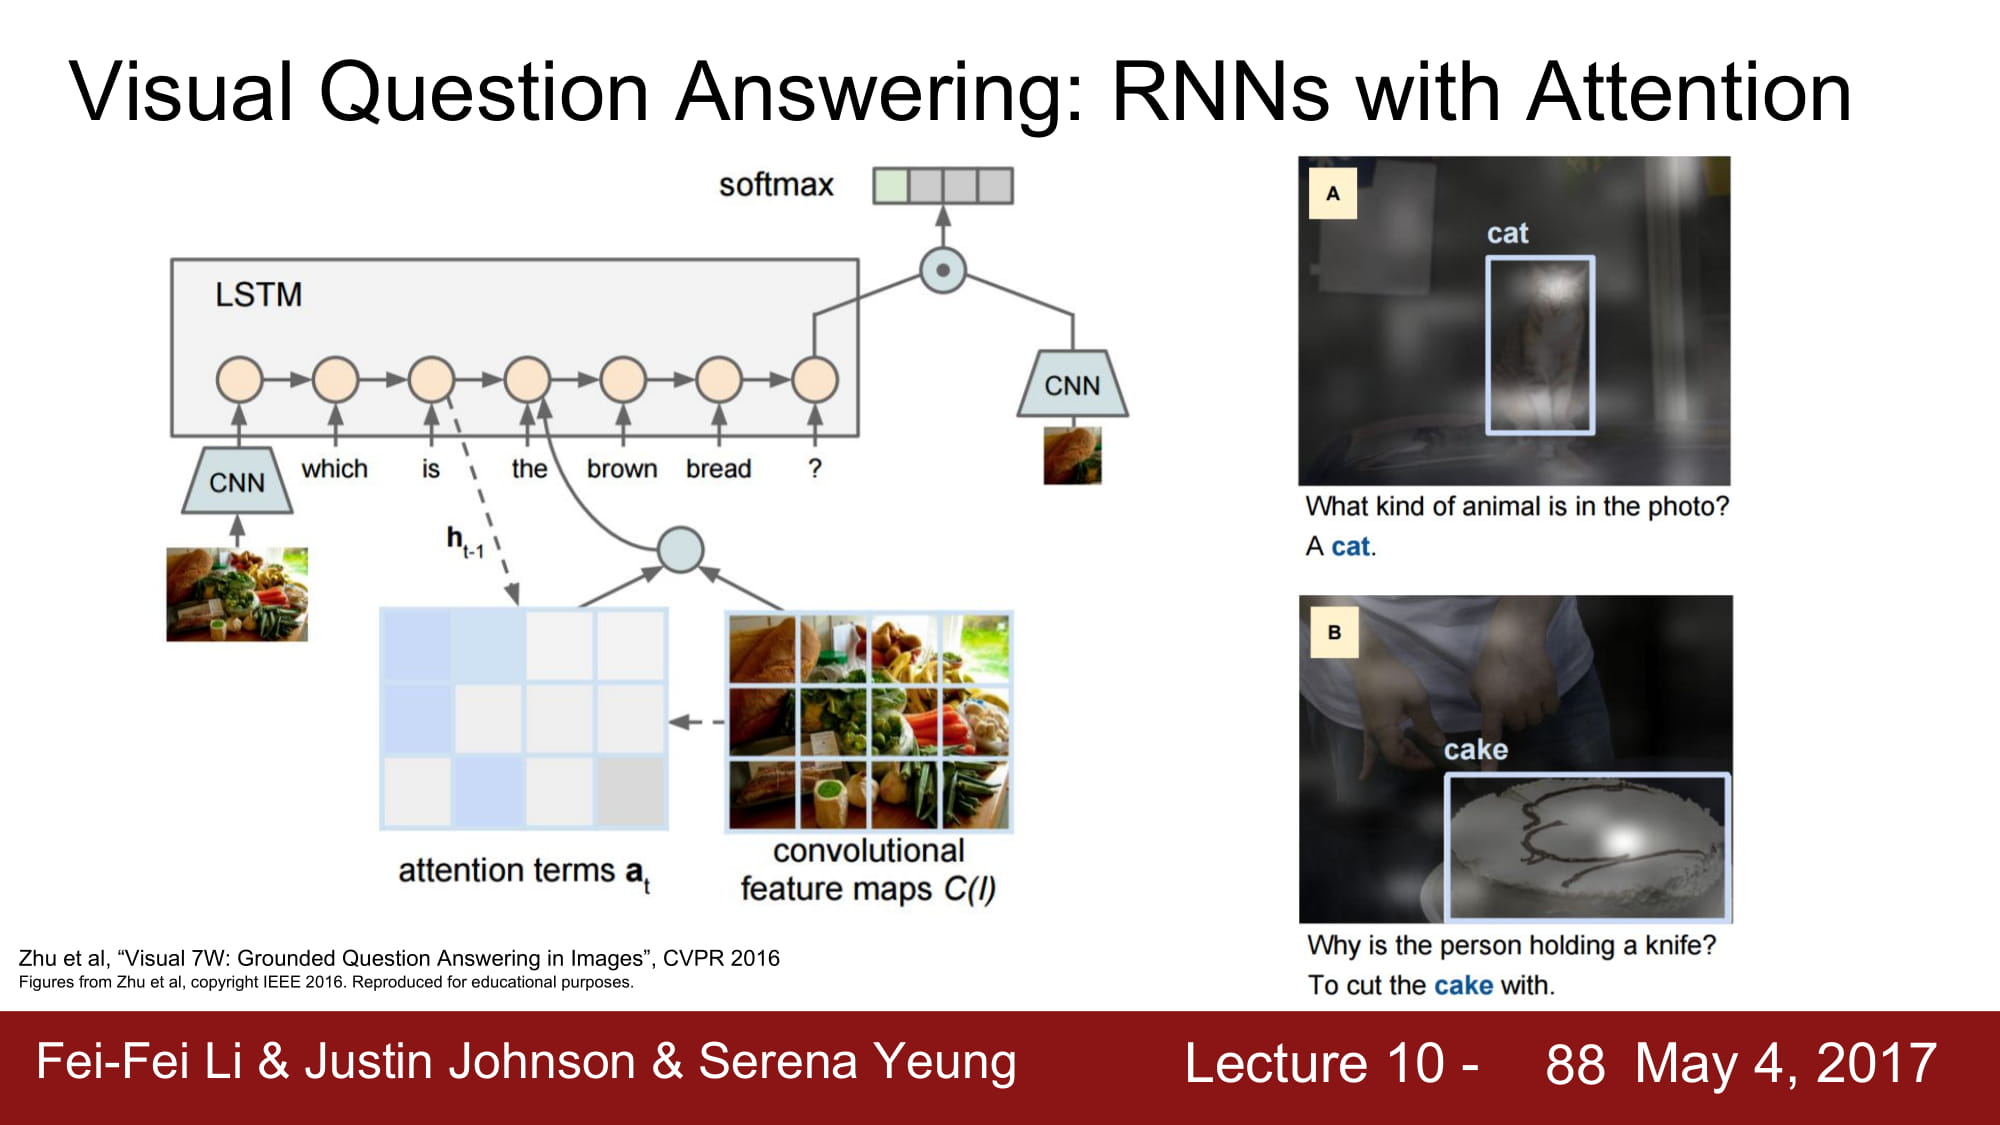 Visual Question Answering: RNNs with Attention
softmax
LSTM
CNN
which is the brown bread ?
CNN
h t-1
attention terms a t
convolutional
feature maps C(I)
A
cat
What kind of animal is in the photo?
A cat.
B
cake
Why is the person holding a knife?
To cut the cake with.
Zhu et al, “Visual 7W: Grounded Question Answering in Images”, CVPR 2016
Figures from Zhu et al, copyright IEEE 2016. Reproduced for educational purposes.
Fei-Fei Li & Justin Johnson & Serena Yeung
Lecture 10 - 88 May 4, 2017